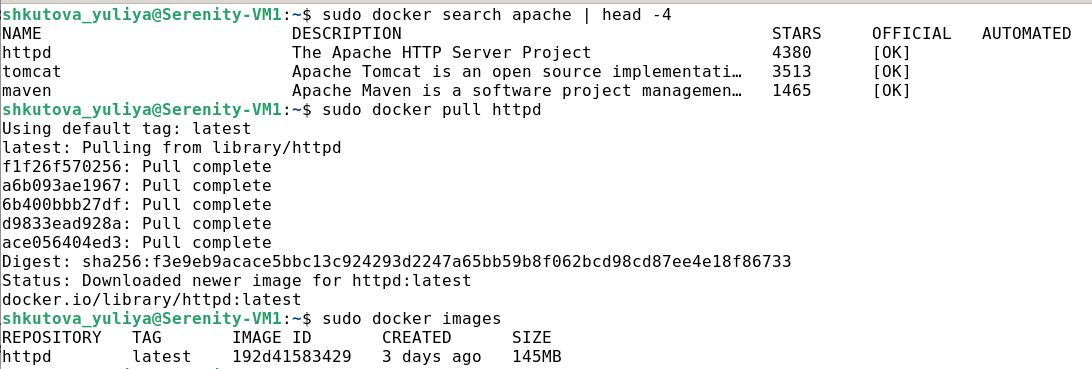 shkutova_yuliya@Serenity-VM1:~$ sudo docker search apache | head -4
NAME DESCRIPTION STARS OFFICIAL AUTOMATED
httpd The Apache HTTP Server Project 4380 [OK]
tomcat Apache Tomcat is an open source implementati… 3513 [OK]
maven Apache Maven is a software project managemen… 1465 [OK]
shkutova_yuliya@Serenity-VM1:~$ sudo docker pull httpd
Using default tag: latest
latest: Pulling from library/httpd
f1f26f570256: Pull complete
a6b093ae1967: Pull complete
6b400bbb27df: Pull complete
d9833ead928a: Pull complete
ace056404ed3: Pull complete
Digest: sha256:f3e9eb9acace5bbc13c924293d2247a65bb59b8f062bcd98cd87ee4e18f86733
Status: Downloaded newer image for httpd:latest
docker.io/library/httpd:latest
shkutova_yuliya@Serenity-VM1:~$ sudo docker images
REPOSITORY TAG IMAGE ID CREATED SIZE
httpd latest 192d41583429 3 days ago 145MB